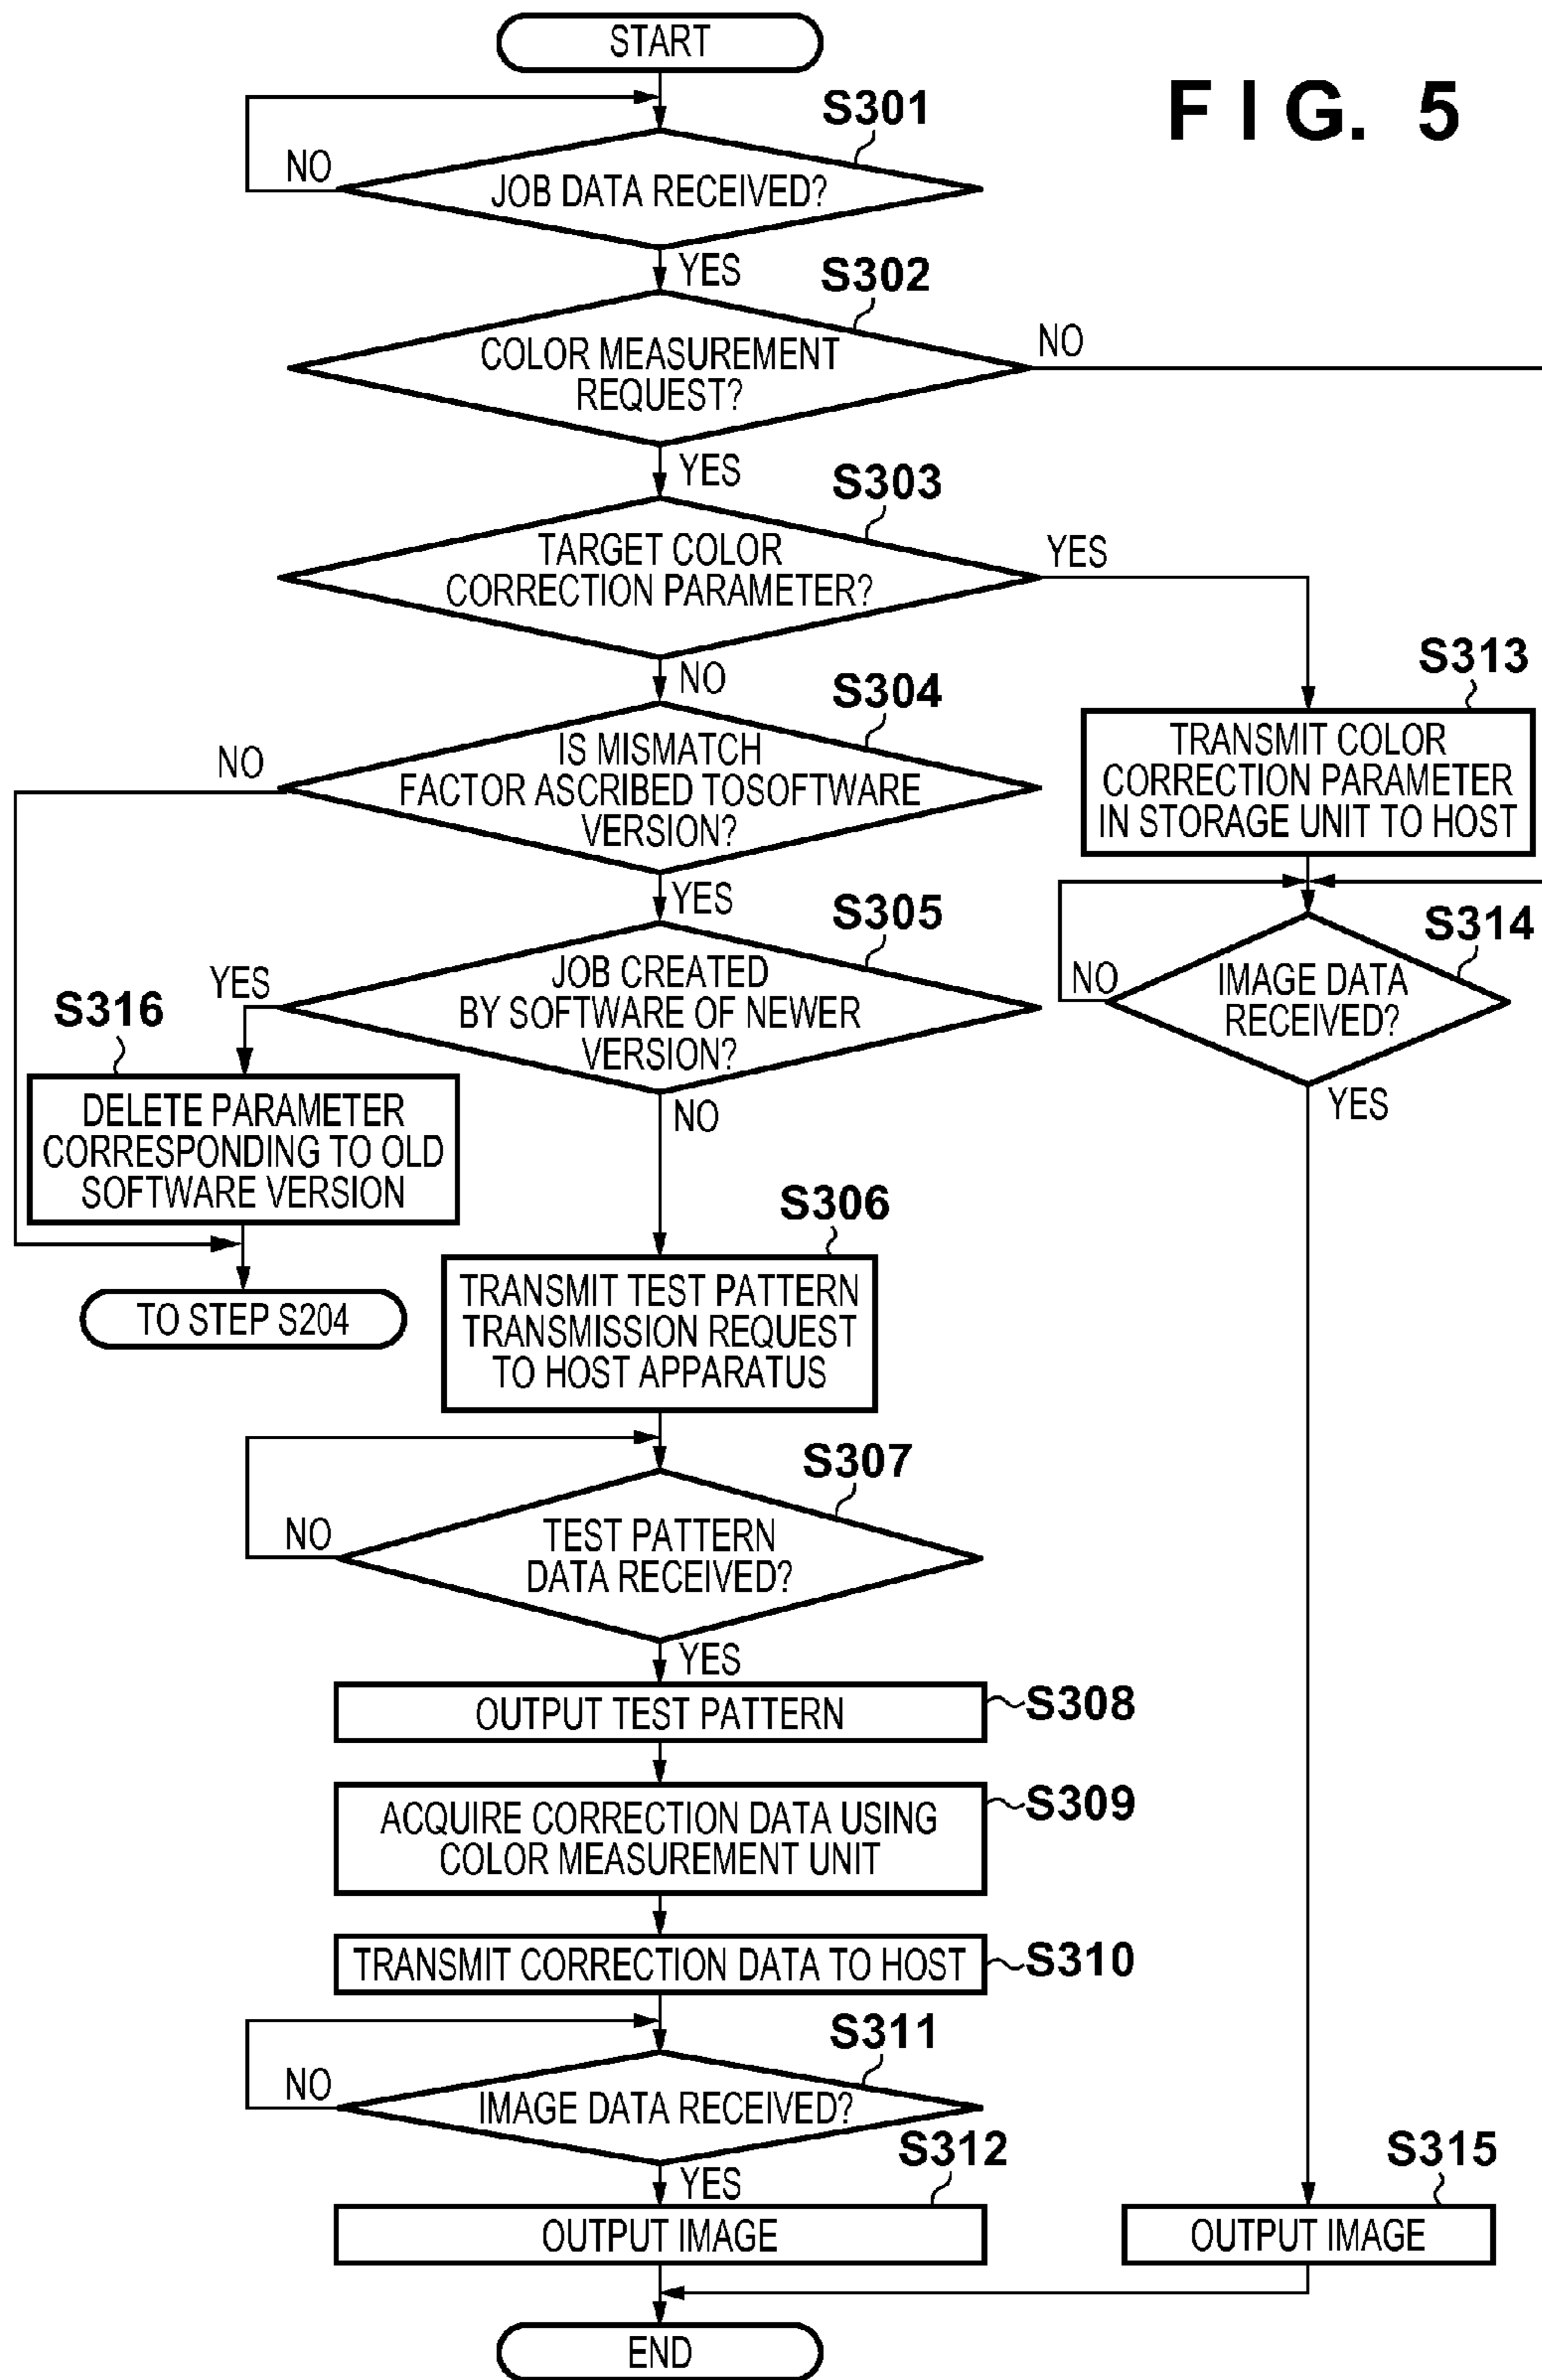 START
F I G. 5
S301
NO
JOB DATA RECEIVED?
YES
S302
NO
COLOR MEASUREMENT
REQUEST?
YES
S303
TARGET COLOR
CORRECTION PARAMETER?
YES
NO
S313
TRANSMIT COLOR
CORRECTION PARAMETER
IN STORAGE UNIT TO HOST
S304
NO
IS MISMATCH
FACTOR ASCRIBED TOSOFTWARE
VERSION?
YES
S314
NO
IMAGE DATA
RECEIVED?
YES
S305
YES
JOB CREATED
BY SOFTWARE OF NEWER
VERSION?
NO
S316
DELETE PARAMETER
CORRESPONDING TO OLD
SOFTWARE VERSION
TO STEP S204
S306
TRANSMIT TEST PATTERN
TRANSMISSION REQUEST
TO HOST APPARATUS
S307
NO
TEST PATTERN
DATA RECEIVED?
YES
OUTPUT TEST PATTERN
S308
ACQUIRE CORRECTION DATA USING
COLOR MEASUREMENT UNIT
S309
TRANSMIT CORRECTION DATA TO HOST
S310
S311
NO
IMAGE DATA RECEIVED?
YES
S312
OUTPUT IMAGE
S315
OUTPUT IMAGE
END